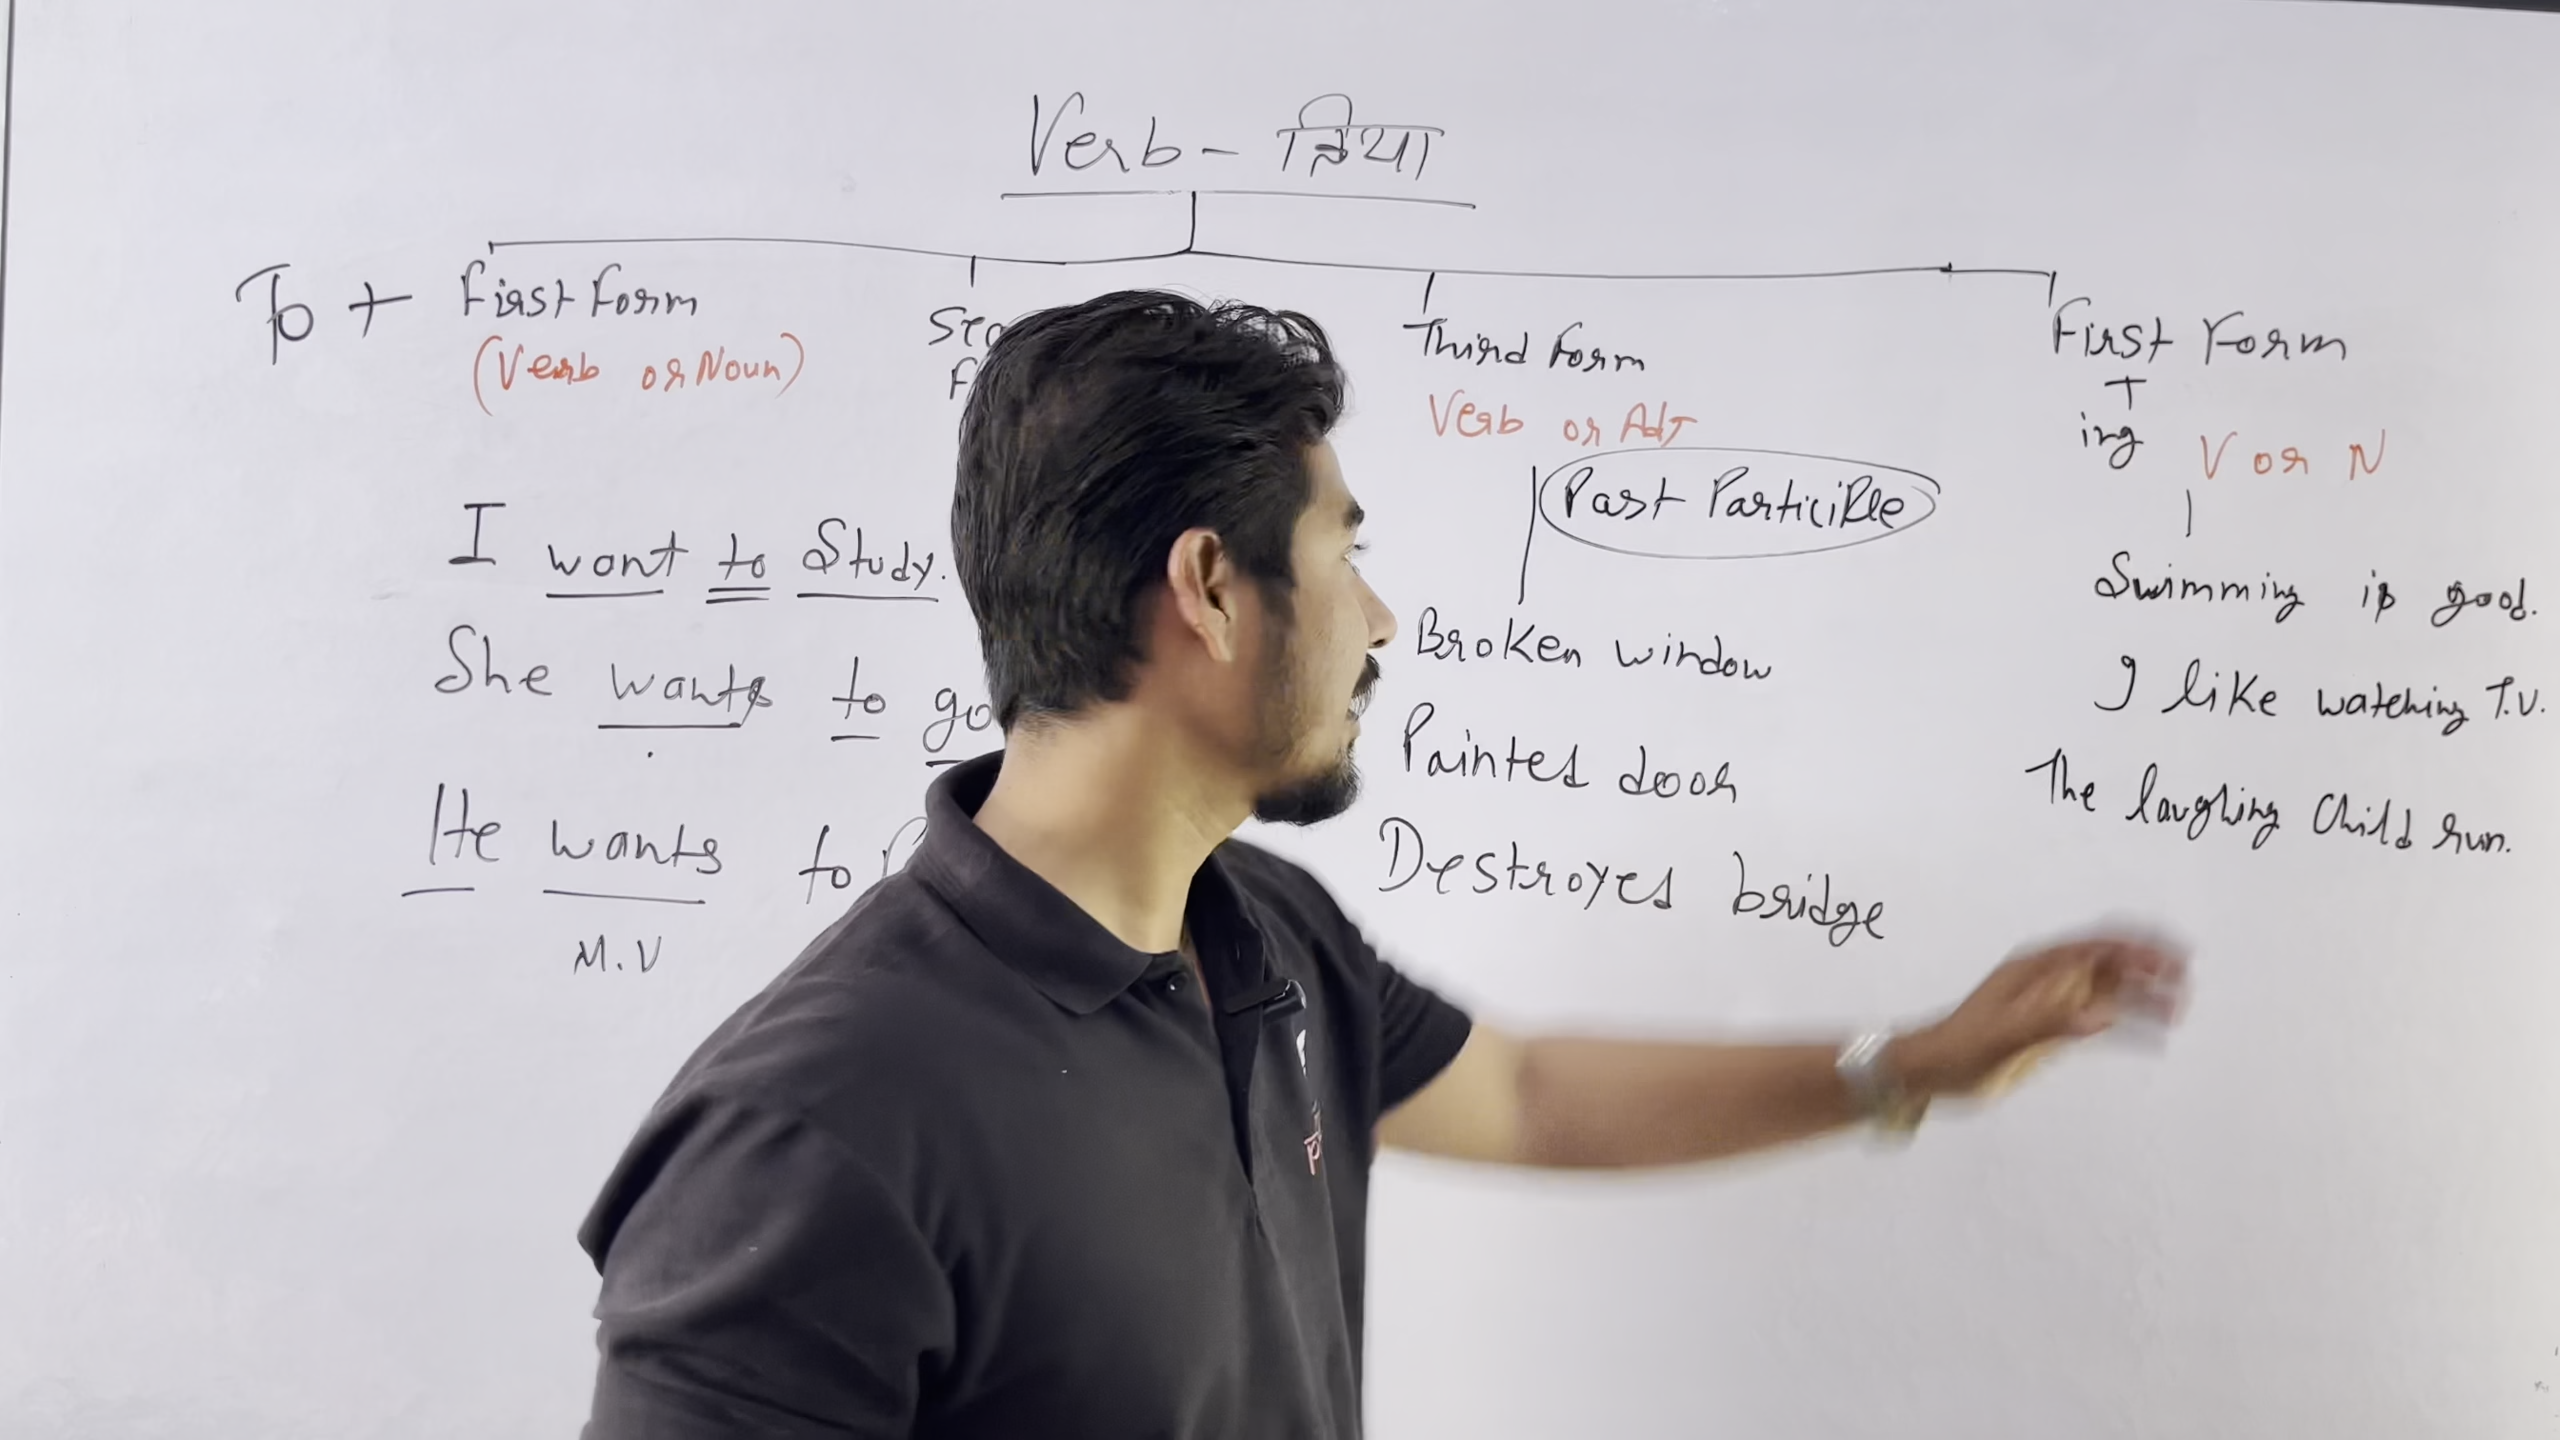 Verb - क्रिया
To + First Form
(Verb or Noun)
Third Form
Verb or Adj
Past Participle
First Form
+
ing V or N
I want to Study.
She wants to go
He wants to
M.V
Broken window
Painted door
Destroyed bridge
Swimming is good.
I like watching T.V.
The laughing Child run.